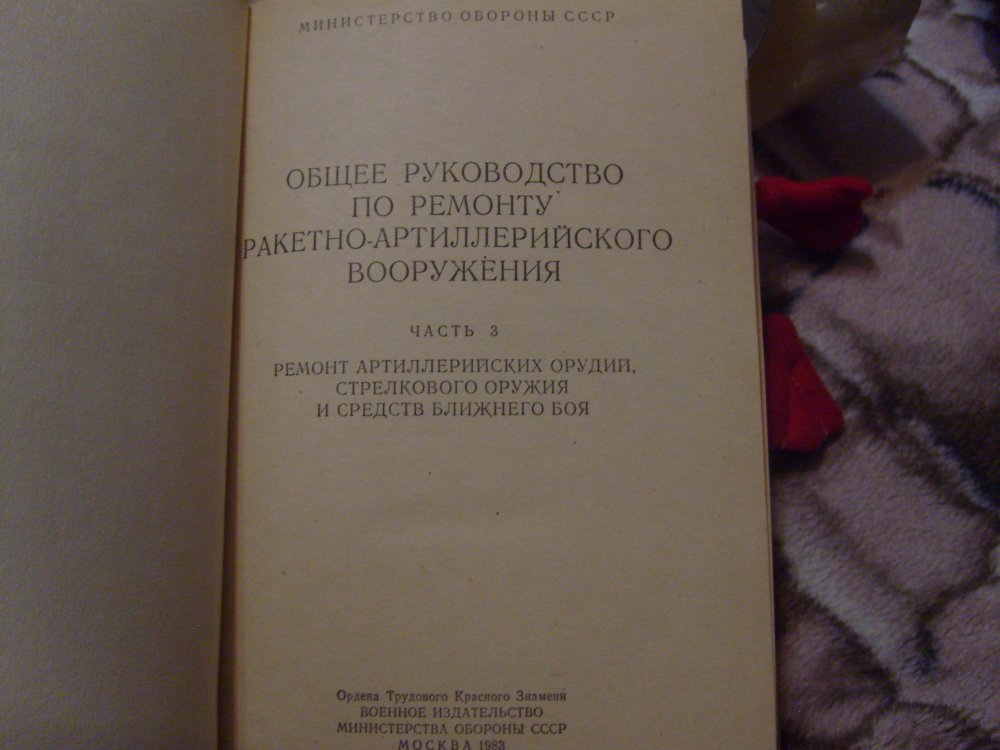 МИНИСТЕРСТВО ОБОРОНЫ СССР
ОБЩЕЕ РУКОВОДСТВО
ПО РЕМОНТУ
РАКЕТНО-АРТИЛЛЕРИЙСКОГО
ВООРУЖЕНИЯ
ЧАСТЬ 3
РЕМОНТ АРТИЛЛЕРИЙСКИХ ОРУДИЙ,
СТРЕЛКОВОГО ОРУЖИЯ
И СРЕДСТВ БЛИЖНЕГО БОЯ
Ордена Трудового Красного Знамени
ВОЕННОЕ ИЗДАТЕЛЬСТВО
МИНИСТЕРСТВА ОБОРОНЫ СССР
МОСКВА 1983